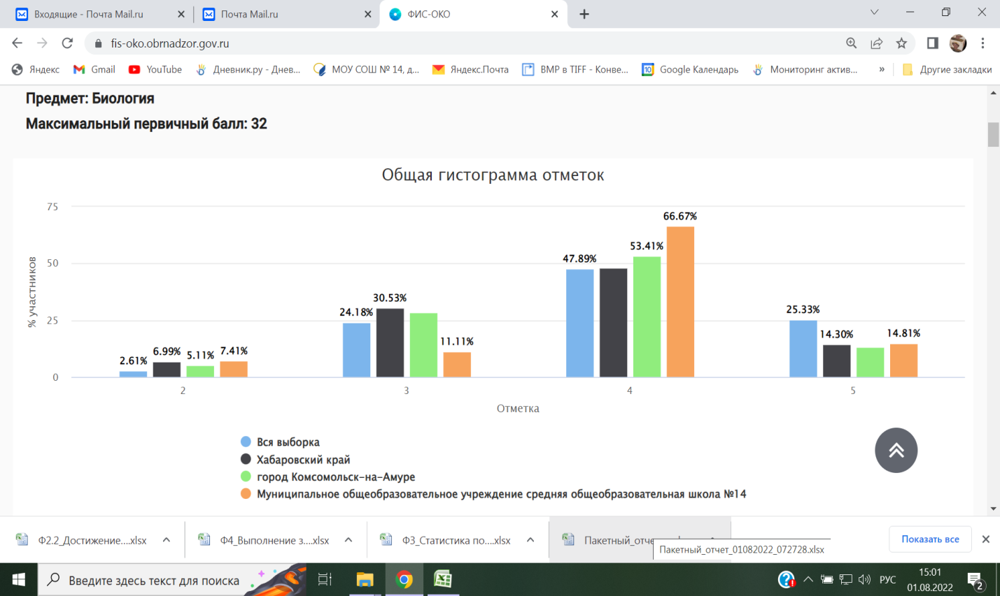 Входящие - Почта Mail.ru
Почта Mail.ru
ФИС-ОКО
fis-oko.obrnadzor.gov.ru
Яндекс
Gmail
YouTube
Дневник.ру - Днев...
МОУ СОШ № 14, д...
Яндекс.Почта
BMP в TIFF - Конве...
10
Google Календарь
Мониторинг актив...
»
Другие закладки
Предмет: Биология
Максимальный первичный балл: 32
Общая гистограмма отметок
% участников
75
50
25
0
2.61%
6.99%
5.11%
7.41%
24.18%
30.53%
11.11%
47.89%
53.41%
66.67%
25.33%
14.30%
14.81%
2
3
4
5
Отметка
Вся выборка
Хабаровский край
город Комсомольск-на-Амуре
Муниципальное общеобразовательное учреждение средняя общеобразовательная школа №14
Ф2.2_Достижение....xlsx
Ф4_Выполнение з....xlsx
Ф3_Статистика по....xlsx
Пакетный_отче
Пакетный_отчет_01082022_072728.xlsx
Показать все
Введите здесь текст для поиска
РУС
15:01
01.08.2022
2